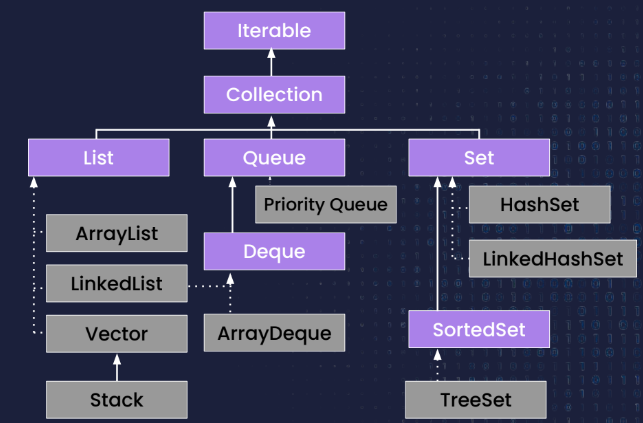 Iterable
Collection
List
Queue
Set
Priority Queue
HashSet
ArrayList
Deque
LinkedHashSet
LinkedList
Vector
ArrayDeque
SortedSet
Stack
TreeSet